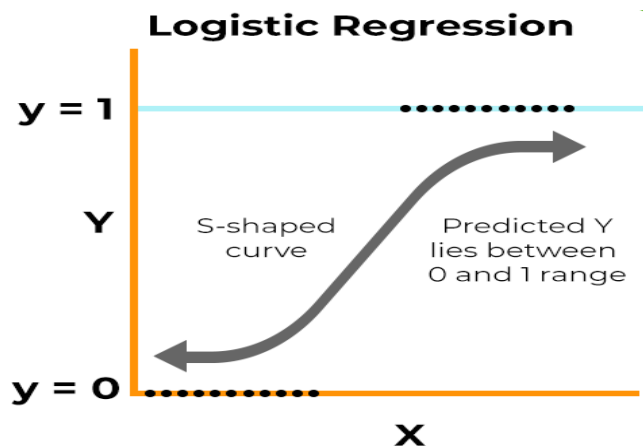 Logistic Regression
y = 1
Y
S-shaped
curve
Predicted Y
lies between
0 and 1 range
y = 0
X